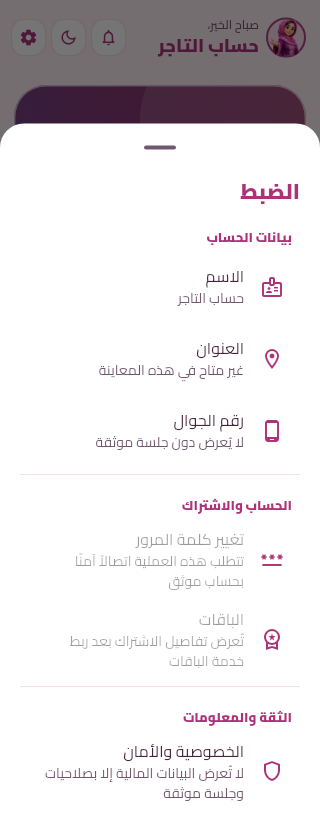 صباح الخير،
حساب التاجر
الضبط
بيانات الحساب
الاسم
حساب التاجر
العنوان
غير متاح في هذه المعاينة
رقم الجوال
لا يُعرض دون جلسة موثقة
الحساب والاشتراك
تغيير كلمة المرور
تتطلب هذه العملية اتصالاً آمنًا
بحساب موثق
الباقات
تُعرض تفاصيل الاشتراك بعد ربط
خدمة الباقات
الثقة والمعلومات
الخصوصية والأمان
لا تُعرض البيانات المالية إلا بصلاحيات
وجلسة موثقة